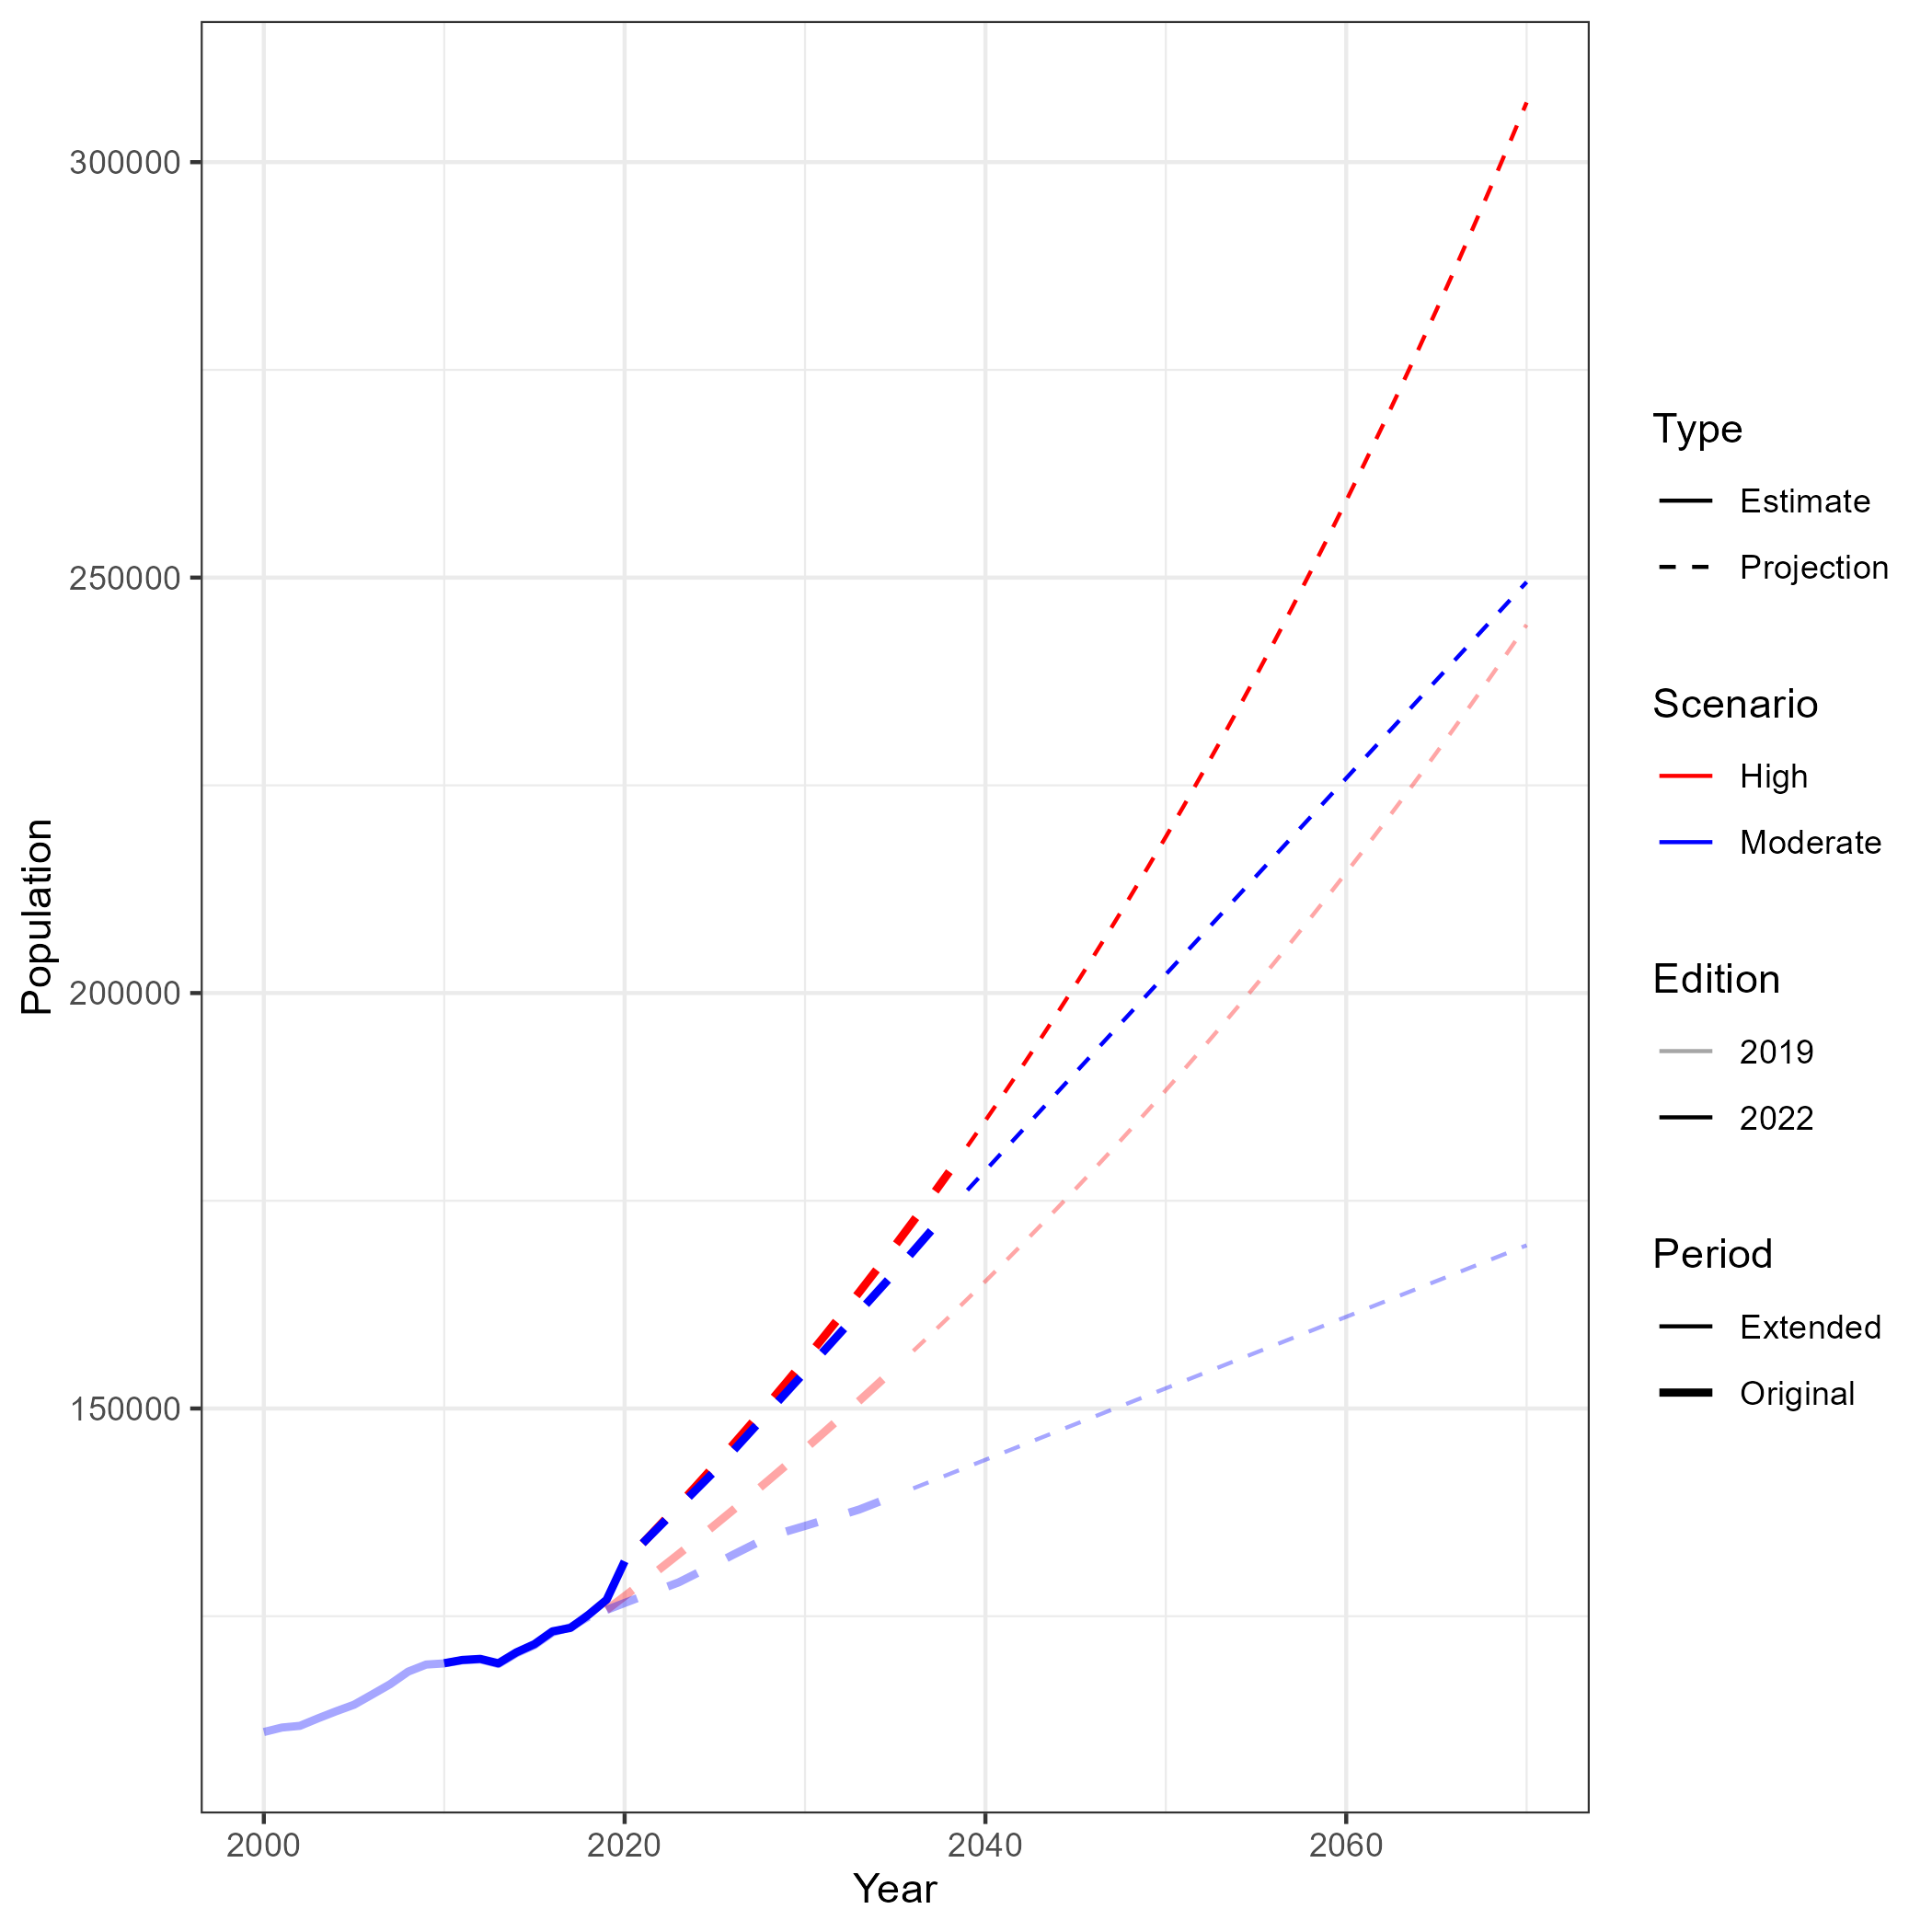 300000
250000
200000
150000
Population
2000
2020
2040
2060
Year
Type
Estimate
Projection
Scenario
High
Moderate
Edition
2019
2022
Period
Extended
Original